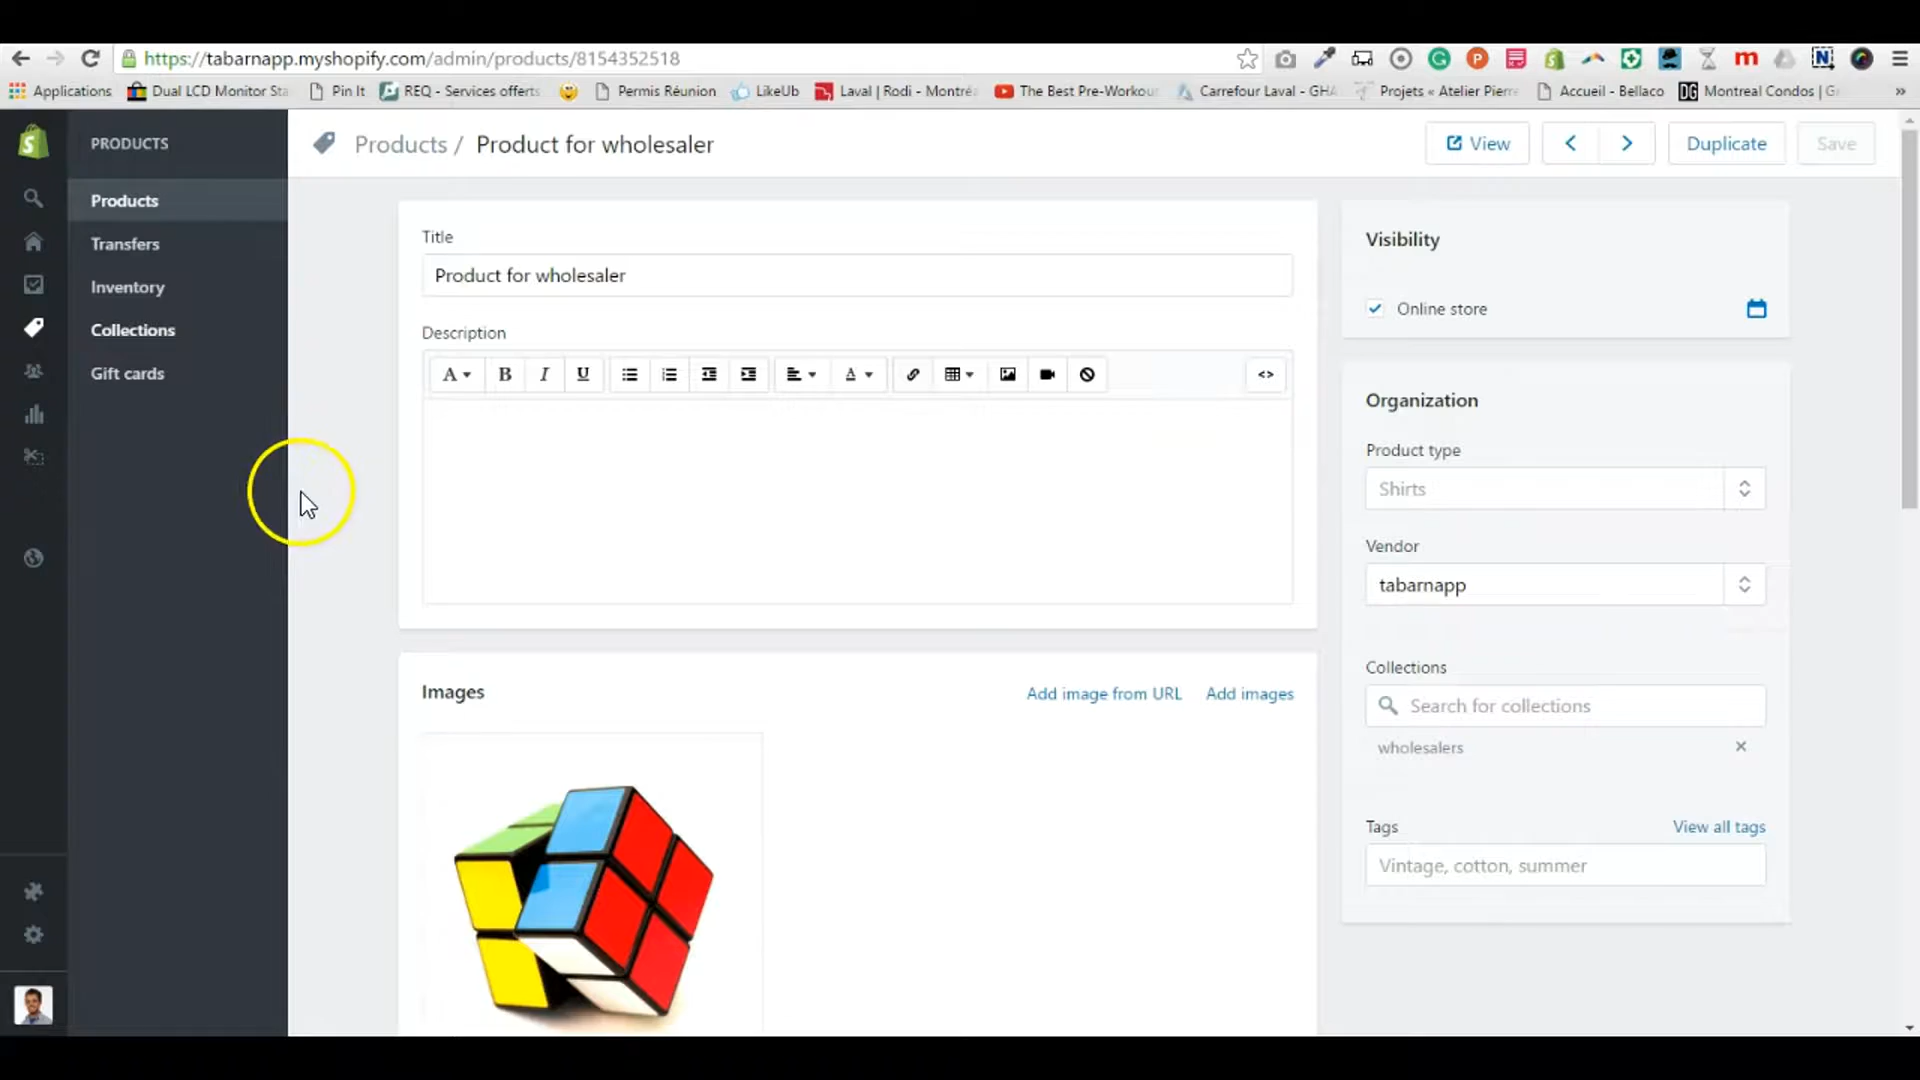 https://tabarnapp.myshopify.com/admin/products/8154352518
Applications Dual LCD Monitor Sta Pin It REQ - Services offerts Permis Réunion LikeUb Laval | Rodi - Montré The Best Pre-Workou Carrefour Laval - GHA Projets « Atelier Pierre Accueil - Bellaco DG Montreal Condos | G »
PRODUCTS
Products / Product for wholesaler
View
Duplicate
Save
Products
Transfers
Inventory
Collections
Gift cards
Title
Product for wholesaler
Description
A B I U A <>
Images
Add image from URL Add images
Visibility
Online store
Organization
Product type
Shirts
Vendor
tabarnapp
Collections
Search for collections
wholesalers
Tags View all tags
Vintage, cotton, summer